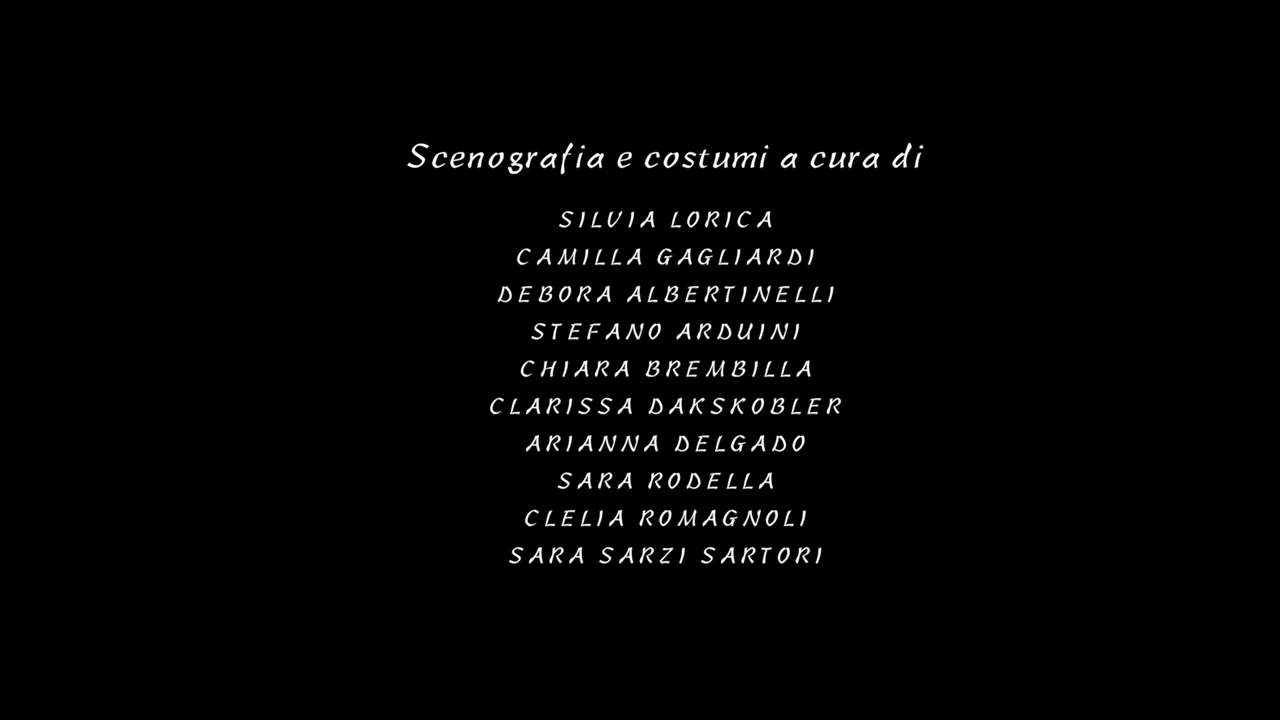 Scenografia e costumi a cura di
SILVIA LORICA
CAMILLA GAGLIARDI
DEBORA ALBERTINELLI
STEFANO ARDUINI
CHIARA BREMBILLA
CLARISSA DAKSKOBLER
ARIANNA DELGADO
SARA RODELLA
CLELIA ROMAGNOLI
SARA SARZI SARTORI